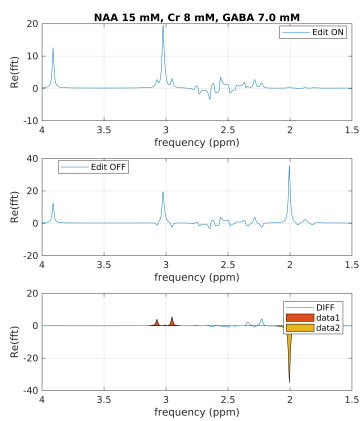 NAA 15 mM, Cr 8 mM, GABA 7.0 mM
20
10
0
-10
Re(fft)
Edit ON
4 3.5 3 2.5 2 1.5
frequency (ppm)
40
20
0
-20
Re(fft)
Edit OFF
4 3.5 3 2.5 2 1.5
frequency (ppm)
20
0
-20
-40
Re(fft)
DIFF
data1
data2
4 3.5 3 2.5 2 1.5
frequency (ppm)